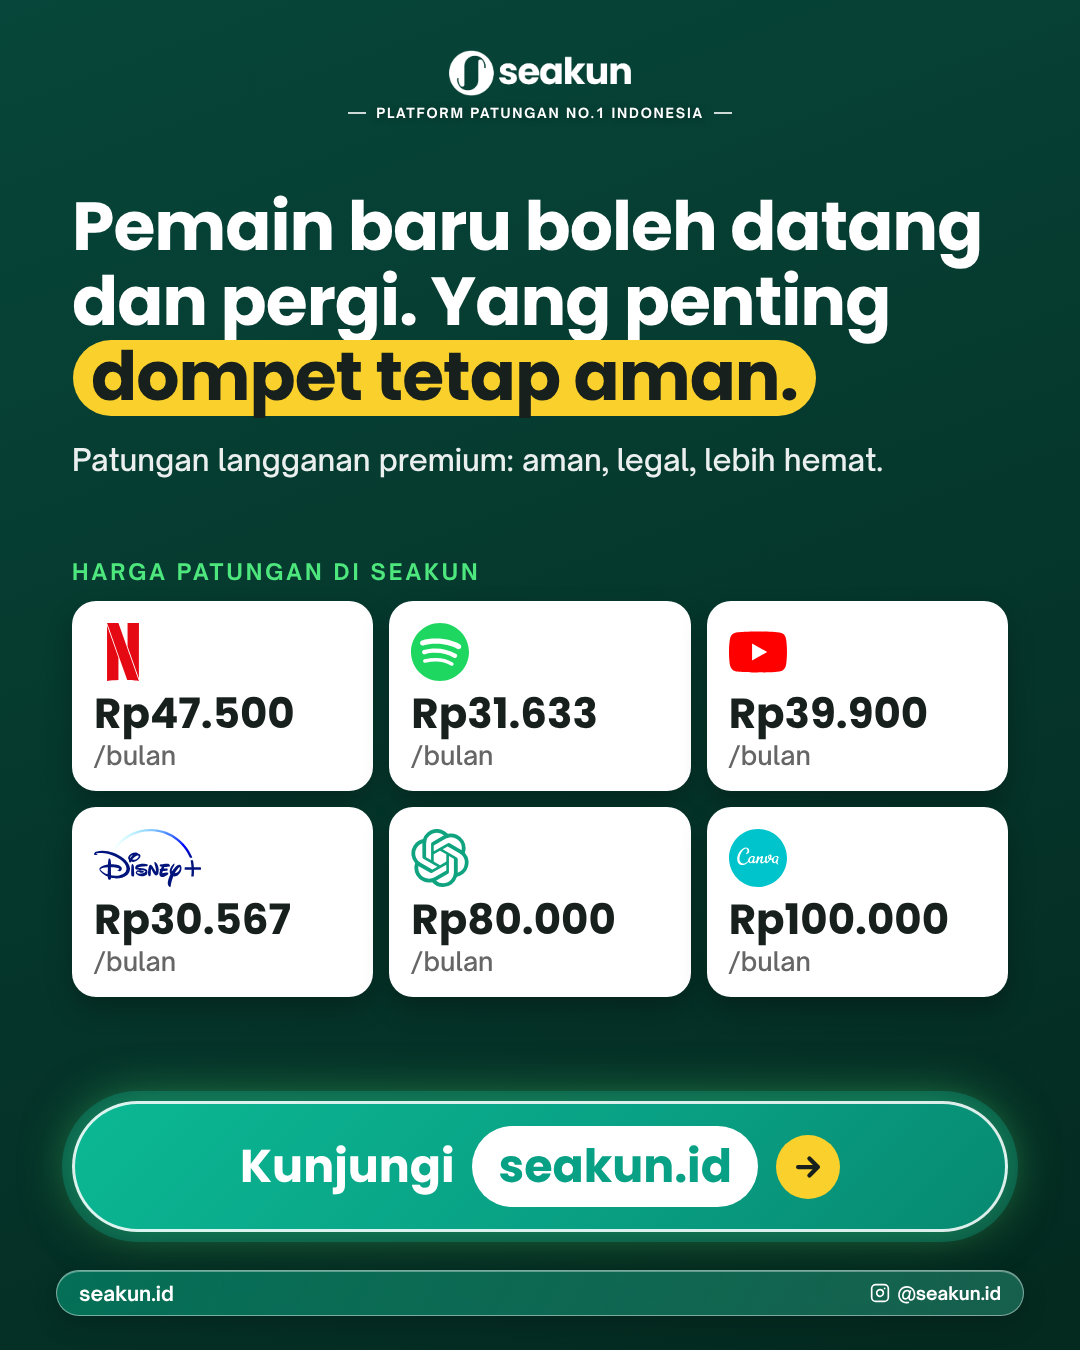 seakun
PLATFORM PATUNGAN NO.1 INDONESIA
Pemain baru boleh datang
dan pergi. Yang penting
dompet tetap aman.
Patungan langganan premium: aman, legal, lebih hemat.
HARGA PATUNGAN DI SEAKUN
Rp47.500
/bulan
Rp31.633
/bulan
Rp39.900
/bulan
Disney+
Rp30.567
/bulan
Rp80.000
/bulan
Canva
Rp100.000
/bulan
Kunjungi seakun.id →
seakun.id
@seakun.id